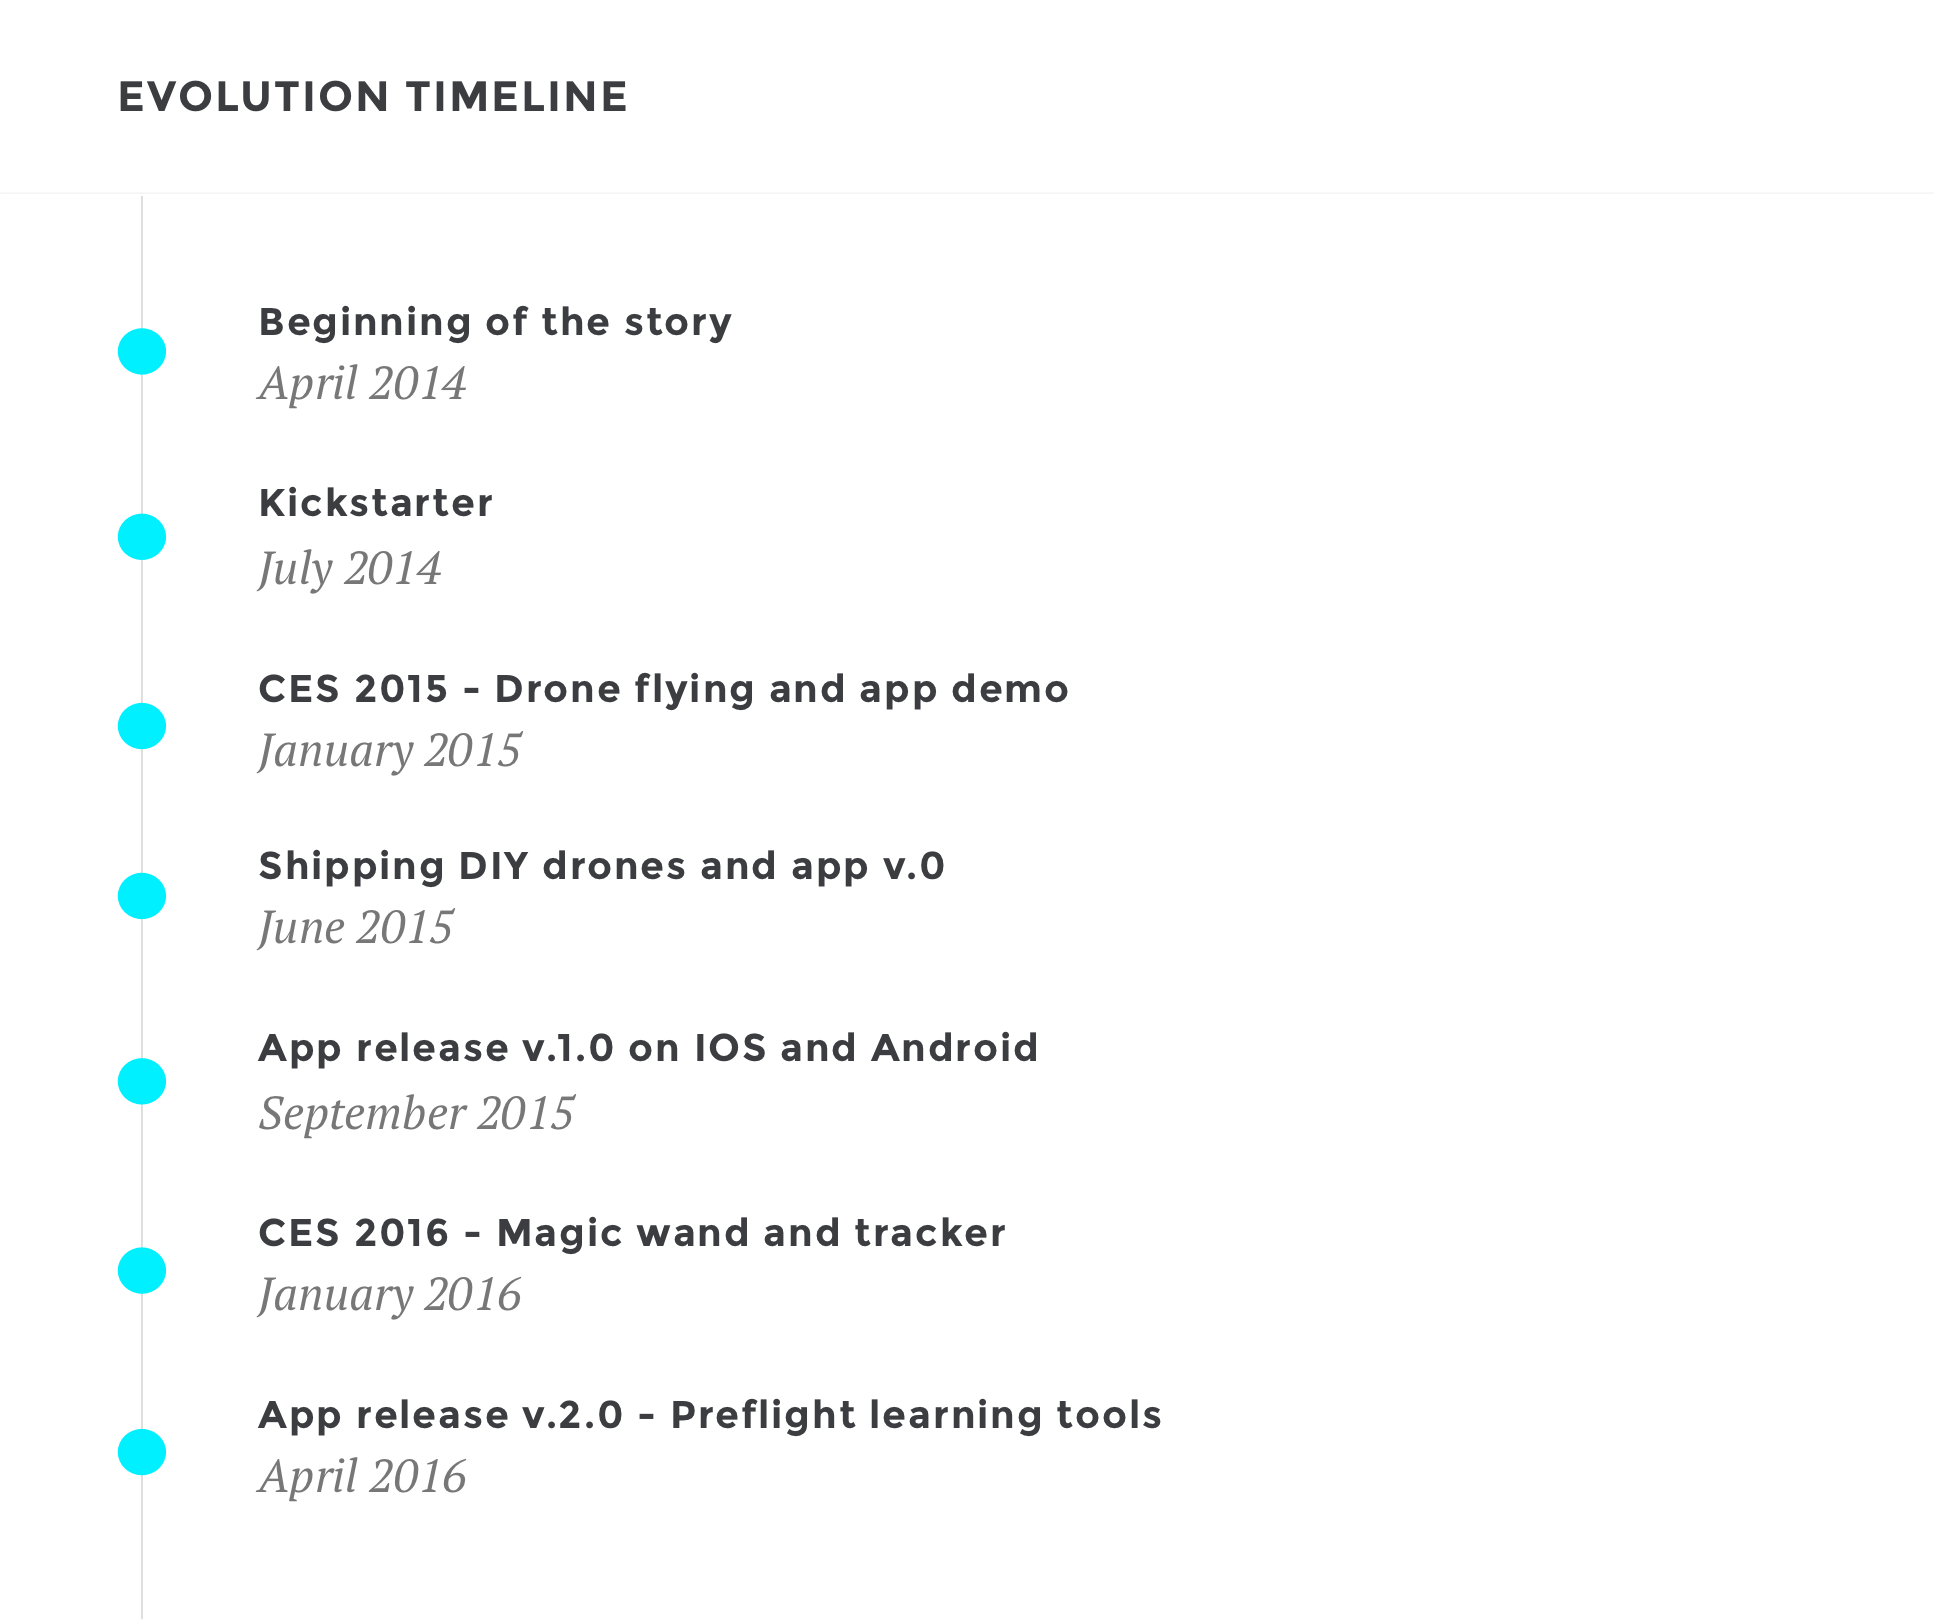 EVOLUTION TIMELINE
Beginning of the story
April 2014
Kickstarter
July 2014
CES 2015 - Drone flying and app demo
January 2015
Shipping DIY drones and app v.0
June 2015
App release v.1.0 on IOS and Android
September 2015
CES 2016 - Magic wand and tracker
January 2016
App release v.2.0 - Preflight learning tools
April 2016